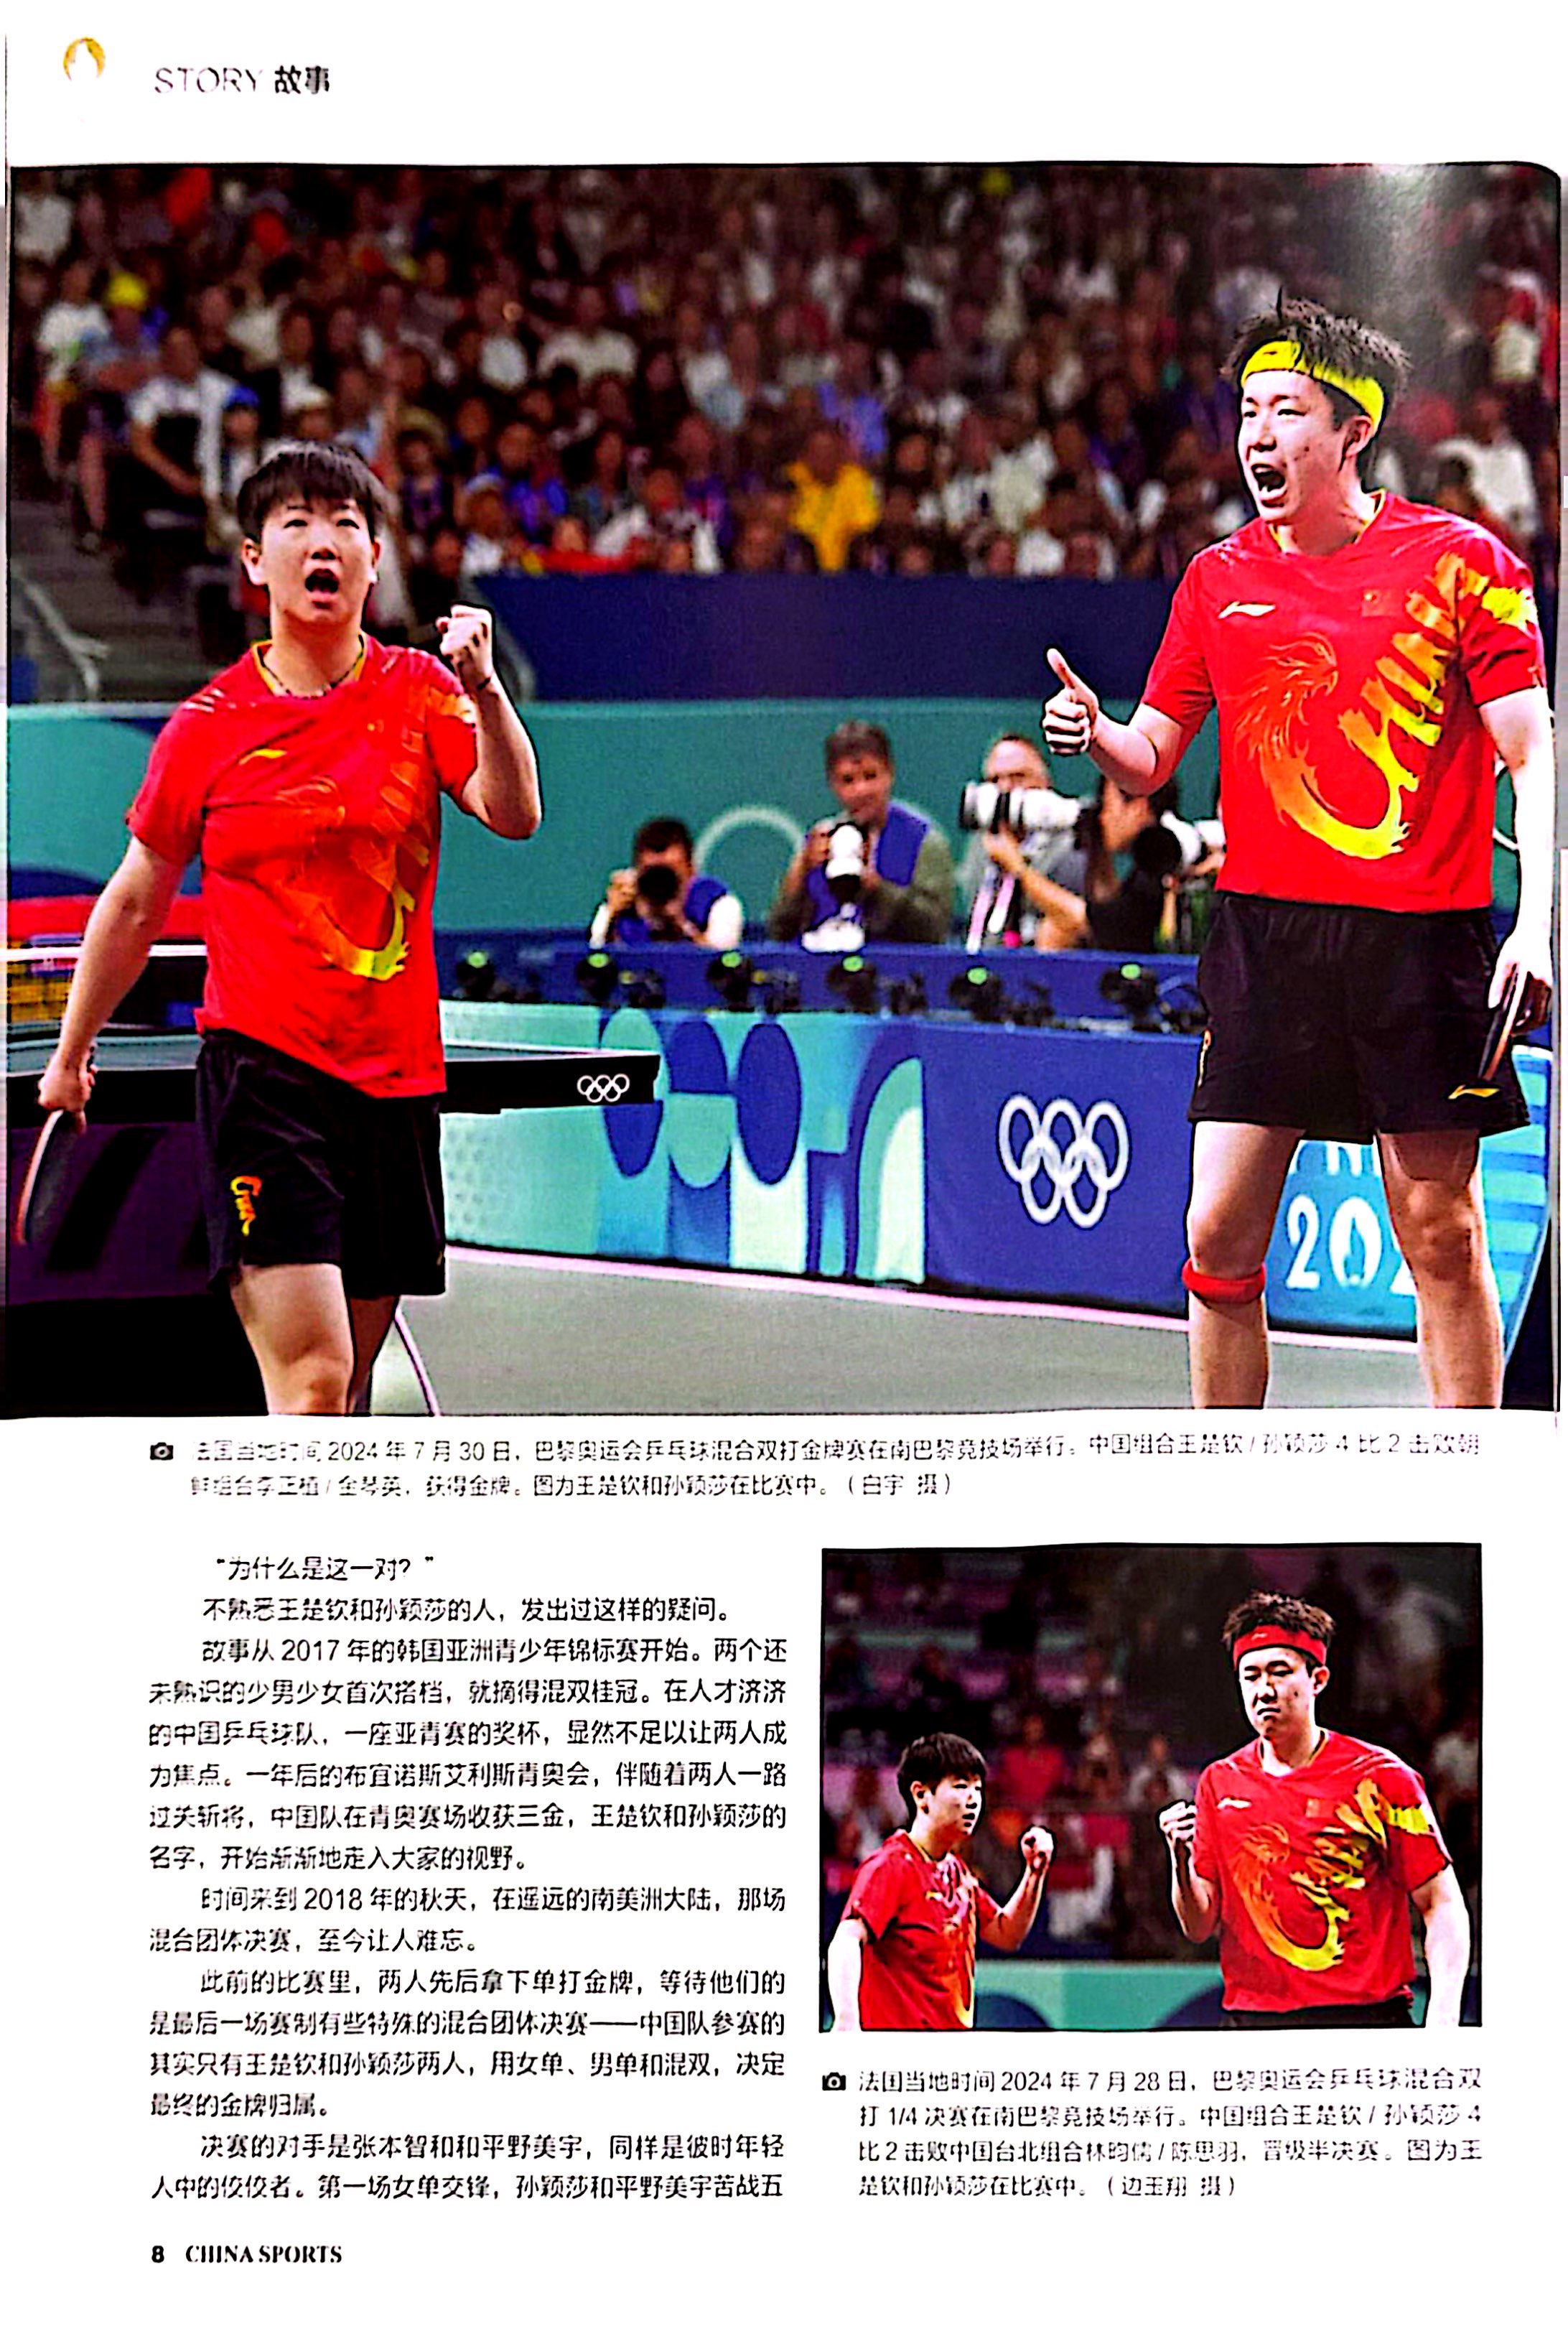 STORY 故事
202
法国当地时间 2024 年 7 月 30 日，巴黎奥运会乒乓球混合双打金牌赛在南巴黎竞技场举行。中国组合王楚钦 / 孙颖莎 4 比 2 击败朝
鲜组合李正植 / 金琴英，获得金牌。图为王楚钦和孙颖莎在比赛中。（白宇 摄）
“为什么是这一对？”
不熟悉王楚钦和孙颖莎的人，发出过这样的疑问。
故事从 2017 年的韩国亚洲青少年锦标赛开始。两个还
未熟识的少男少女首次搭档，就摘得混双桂冠。在人才济济
的中国乒乓球队，一座亚青赛的奖杯，显然不足以让两人成
为焦点。一年后的布宜诺斯艾利斯青奥会，伴随着两人一路
过关斩将，中国队在青奥赛场收获三金，王楚钦和孙颖莎的
名字，开始渐渐地走入大家的视野。
时间来到 2018 年的秋天，在遥远的南美洲大陆，那场
混合团体决赛，至今让人难忘。
此前的比赛里，两人先后拿下单打金牌，等待他们的
是最后一场赛制有些特殊的混合团体决赛——中国队参赛的
其实只有王楚钦和孙颖莎两人，用女单、男单和混双，决定
最终的金牌归属。
决赛的对手是张本智和和平野美宇，同样是彼时年轻
人中的佼佼者。第一场女单交锋，孙颖莎和平野美宇苦战五
法国当地时间 2024 年 7 月 28 日，巴黎奥运会乒乓球混合双
打 1/4 决赛在南巴黎竞技场举行。中国组合王楚钦 / 孙颖莎 4
比 2 击败中国台北组合林昀儒 / 陈思羽，晋级半决赛。图为王
楚钦和孙颖莎在比赛中。（边玉翔 摄）
8 CHINA SPORTS